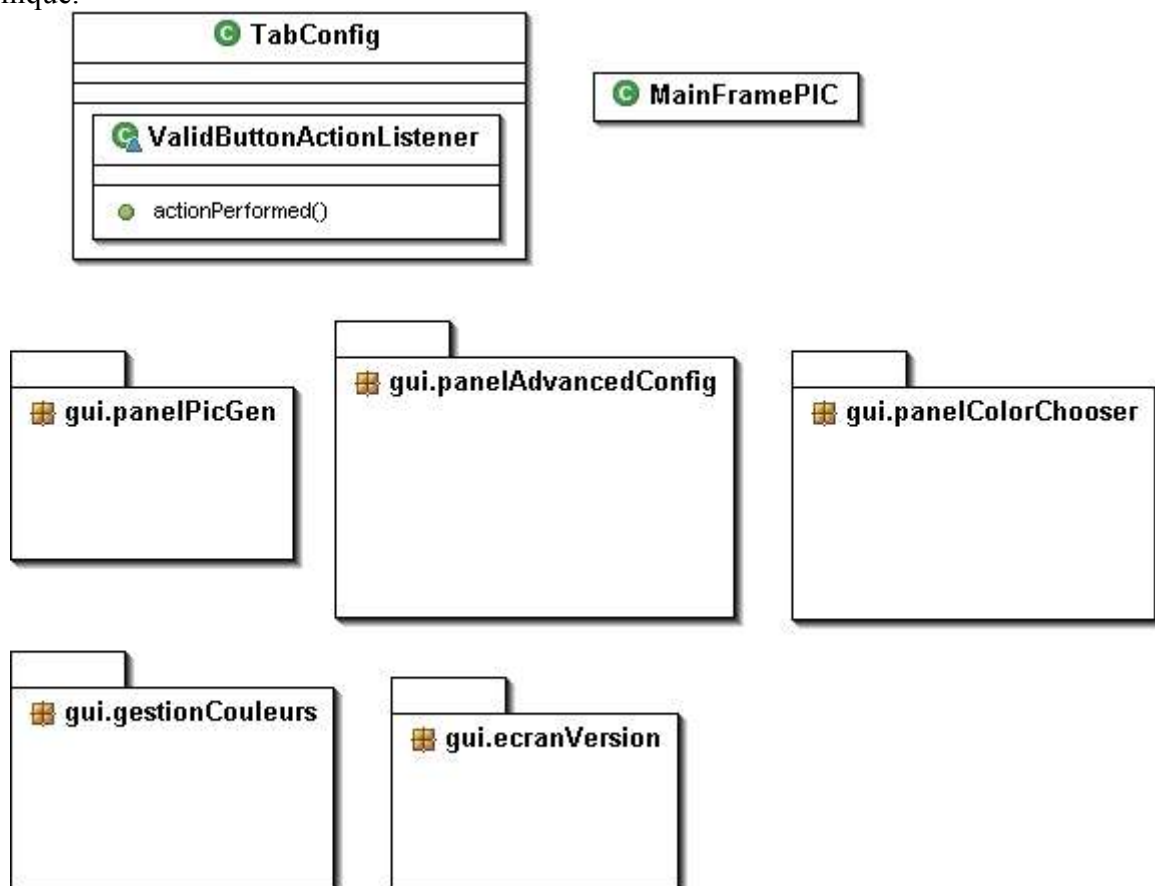 TabConfig
MainFramePIC
ValidButtonActionListener
actionPerformed()
gui.panelPicGen
gui.panelAdvancedConfig
gui.panelColorChooser
gui.gestionCouleurs
gui.ecranVersion